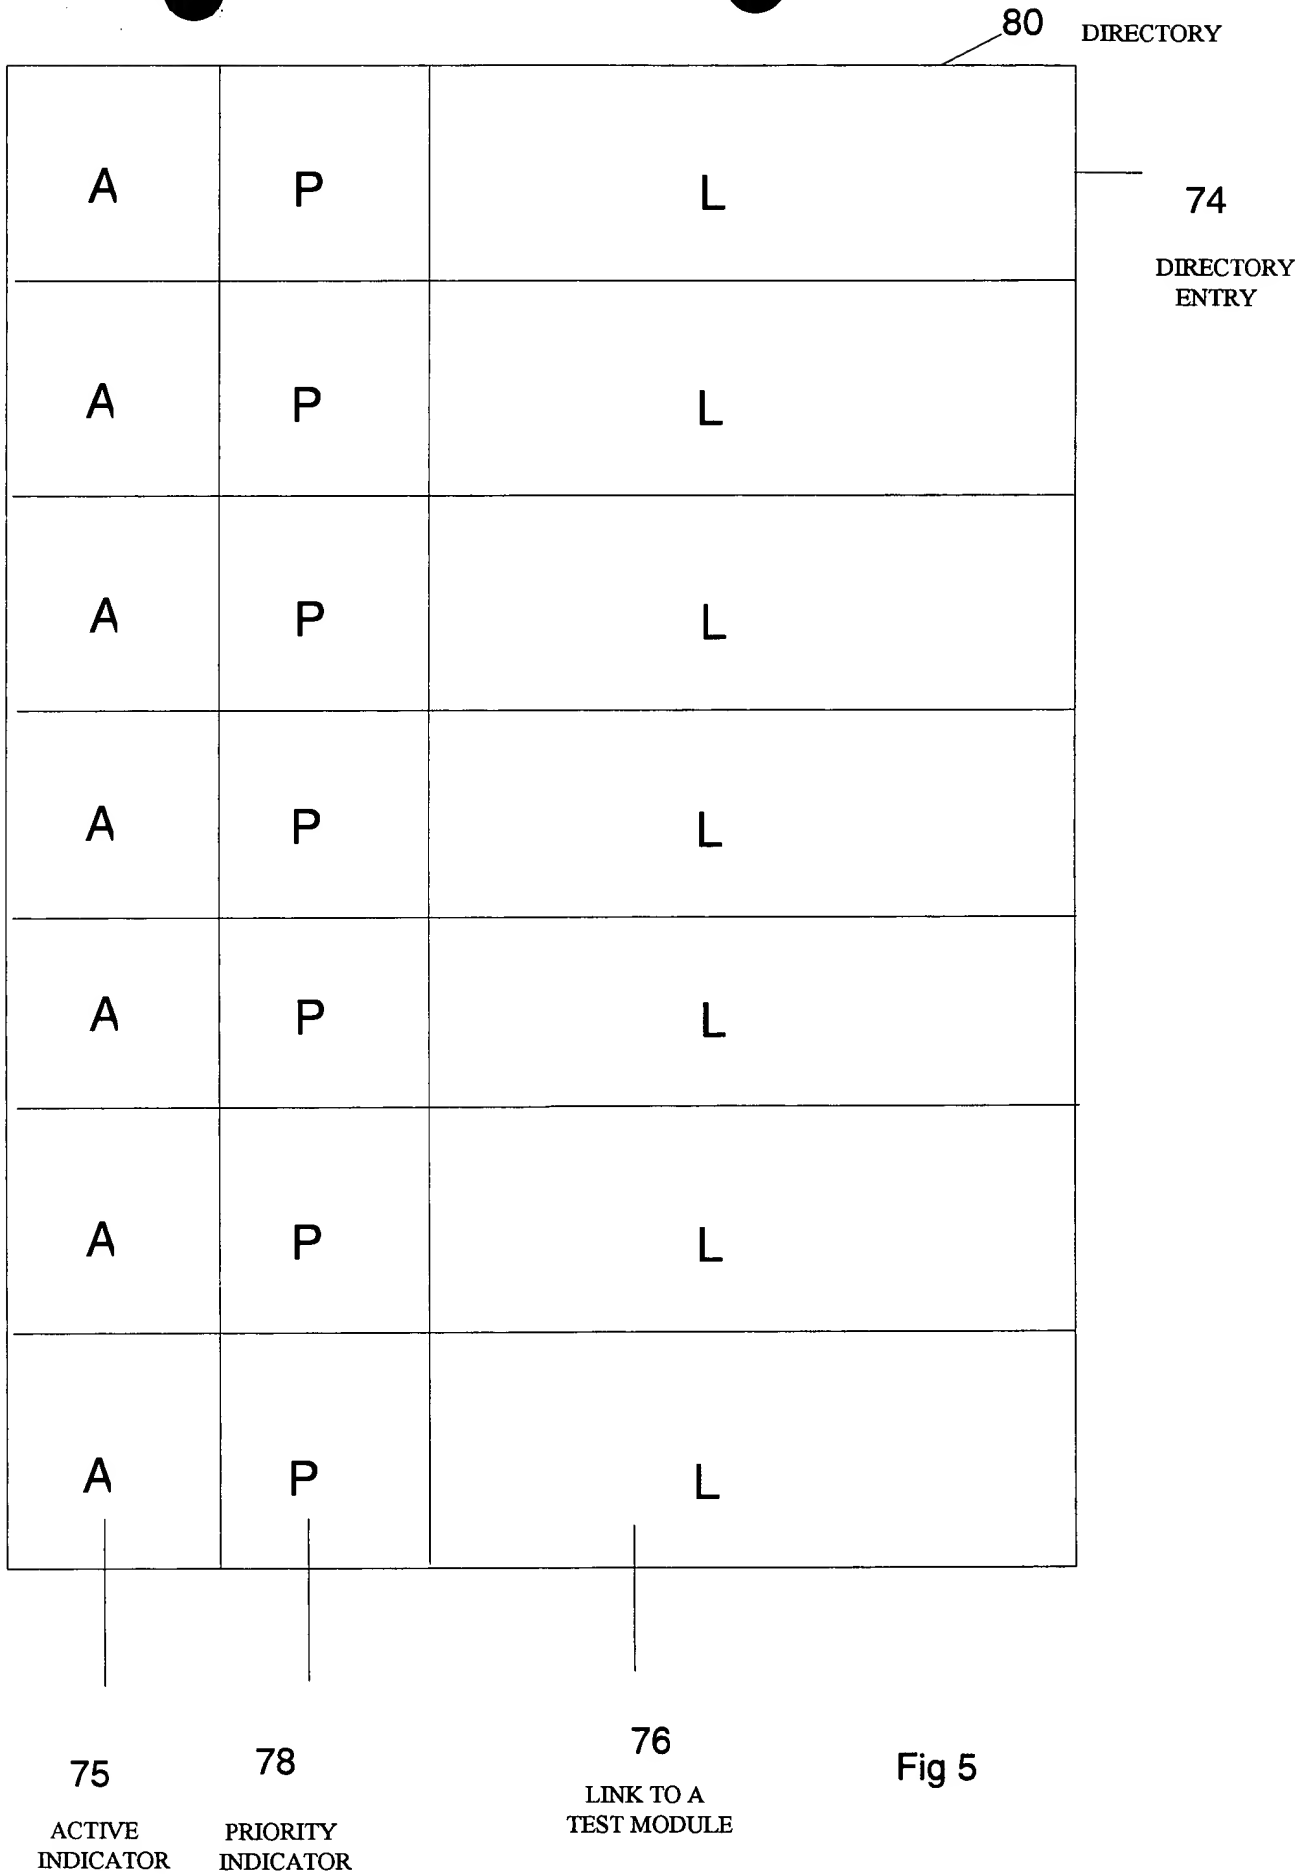 80 DIRECTORY
A P L
74
DIRECTORY
ENTRY
A P L
A P L
A P L
A P L
A P L
A P L
75 78 76 Fig 5
LINK TO A
TEST MODULE
ACTIVE PRIORITY
INDICATOR INDICATOR